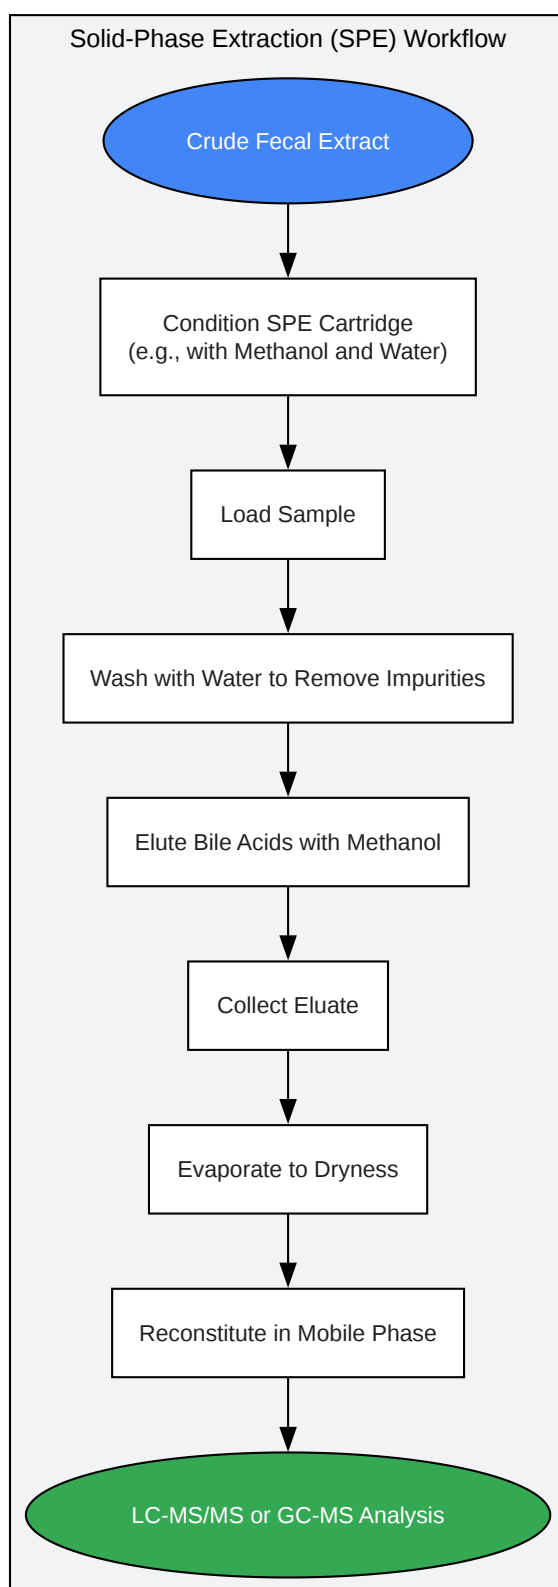 Solid-Phase Extraction (SPE) Workflow
Crude Fecal Extract
Condition SPE Cartridge
(e.g., with Methanol and Water)
Load Sample
Wash with Water to Remove Impurities
Elute Bile Acids with Methanol
Collect Eluate
Evaporate to Dryness
Reconstitute in Mobile Phase
LC-MS/MS or GC-MS Analysis